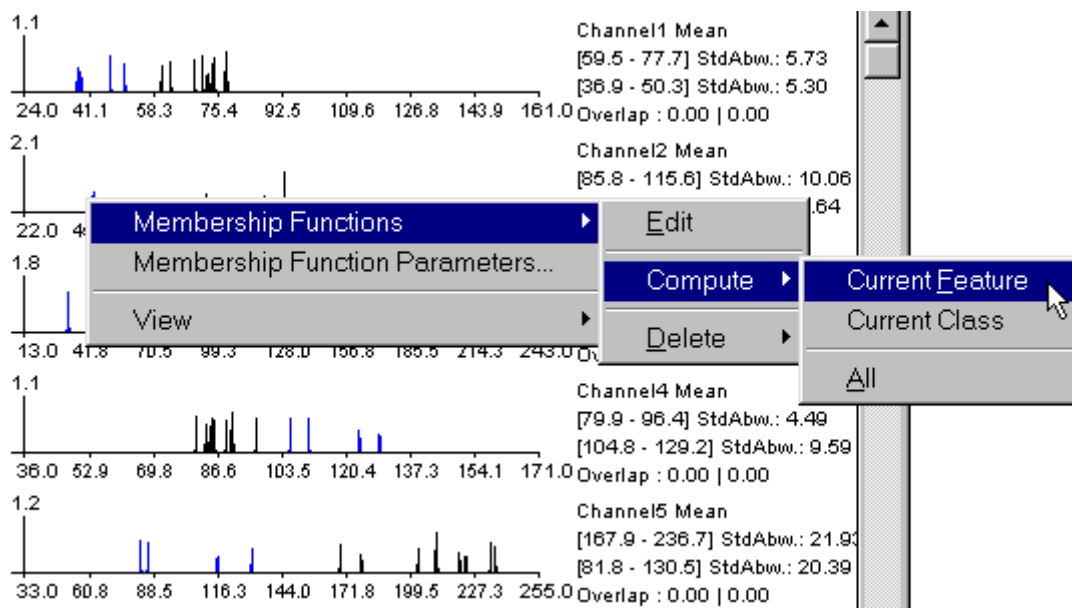 1.1
Channel1 Mean
[59.5 - 77.7] StdAbw.: 5.73
[36.9 - 50.3] StdAbw.: 5.30
24.0 41.1 58.3 75.4 92.5 109.6 126.8 143.9 161.0
Overlap : 0.00 | 0.00
2.1
Channel2 Mean
[85.8 - 115.6] StdAbw.: 10.06
.64
22.0
Membership Functions
Membership Function Parameters...
View
Edit
Compute
Delete
Current Feature
Current Class
All
1.8
13.0 41.8 70.5 99.3 128.0 156.8 185.5 214.3 243.0
1.1
Channel4 Mean
[79.9 - 96.4] StdAbw.: 4.49
[104.8 - 129.2] StdAbw.: 9.59
36.0 52.9 69.8 86.6 103.5 120.4 137.3 154.1 171.0
Overlap : 0.00 | 0.00
1.2
Channel5 Mean
[167.9 - 236.7] StdAbw.: 21.93
[81.8 - 130.5] StdAbw.: 20.39
33.0 60.8 88.5 116.3 144.0 171.8 199.5 227.3 255.0
Overlap : 0.00 | 0.00